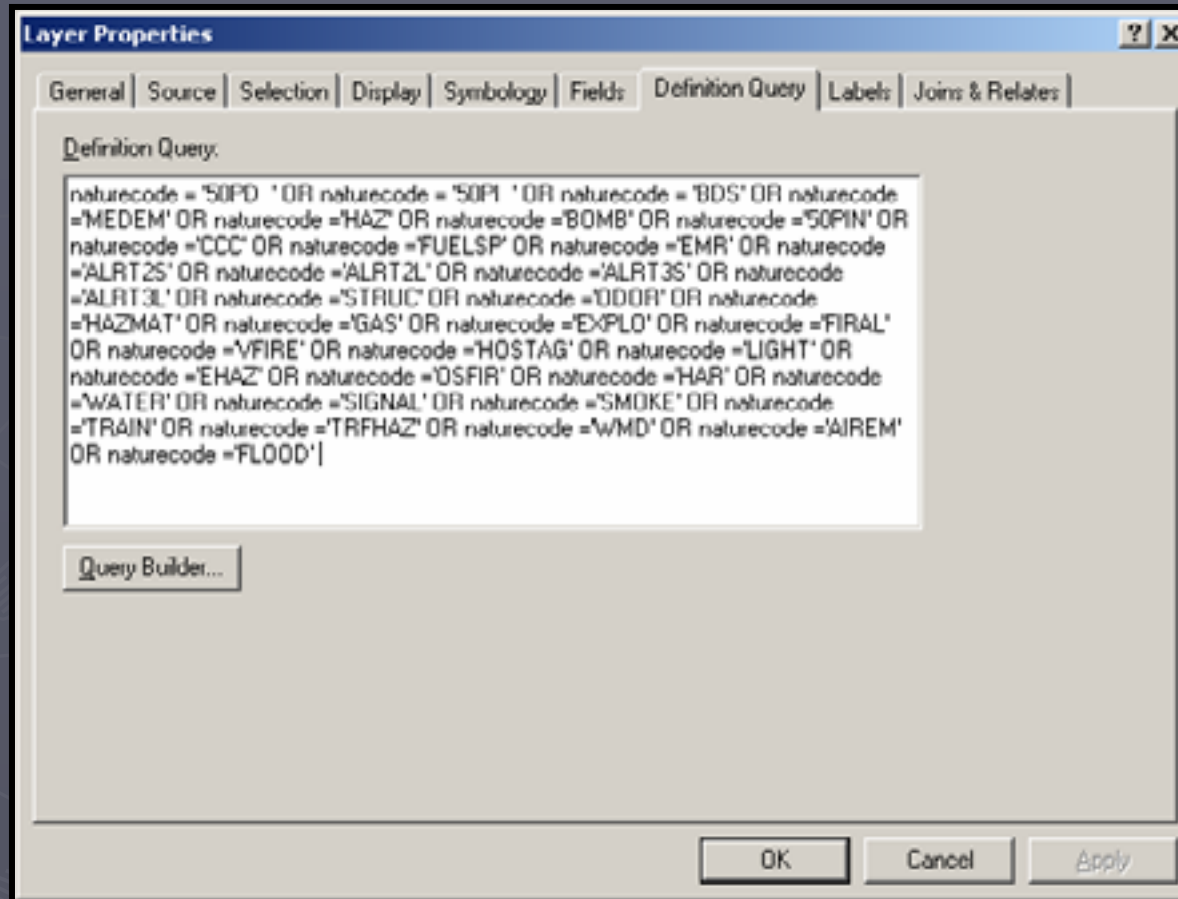 Layer Properties
General Source Selection Display Symbology Fields Definition Query Labels Joins & Relates
Definition Query:
naturecode = '50PD  ' OR naturecode = '50PI  ' OR naturecode = 'BDS' OR naturecode
='MEDEM' OR naturecode ='HAZ' OR naturecode ='BOMB' OR naturecode ='50PIN' OR
naturecode ='CCC' OR naturecode ='FUELSP' OR naturecode ='EMR' OR naturecode
='ALRT2S' OR naturecode ='ALRT2L' OR naturecode ='ALRT3S' OR naturecode
='ALRT3L' OR naturecode ='STRUC' OR naturecode ='ODOR' OR naturecode
='HAZMAT' OR naturecode ='GAS' OR naturecode ='EXPLO' OR naturecode ='FIRAL'
OR naturecode ='VFIRE' OR naturecode ='HOSTAG' OR naturecode ='LIGHT' OR
naturecode ='EHAZ' OR naturecode ='OSFIR' OR naturecode ='HAR' OR naturecode
='WATER' OR naturecode ='SIGNAL' OR naturecode ='SMOKE' OR naturecode
='TRAIN' OR naturecode ='TRFHAZ' OR naturecode ='WMD' OR naturecode ='AIREM'
OR naturecode ='FLOOD'
Query Builder...
OK Cancel Apply